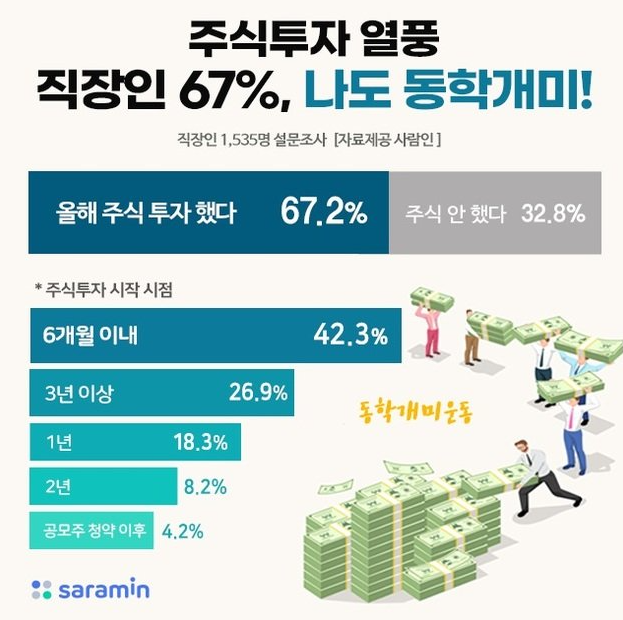 주식투자 열풍
직장인 67%, 나도 동학개미!
직장인 1,535명 설문조사 [자료제공 사람인]
올해 주식 투자 했다 67.2% 주식 안 했다 32.8%
* 주식투자 시작 시점
6개월 이내 42.3%
3년 이상 26.9%
1년 18.3%
2년 8.2%
공모주 청약 이후 4.2%
동학개미운동
saramin